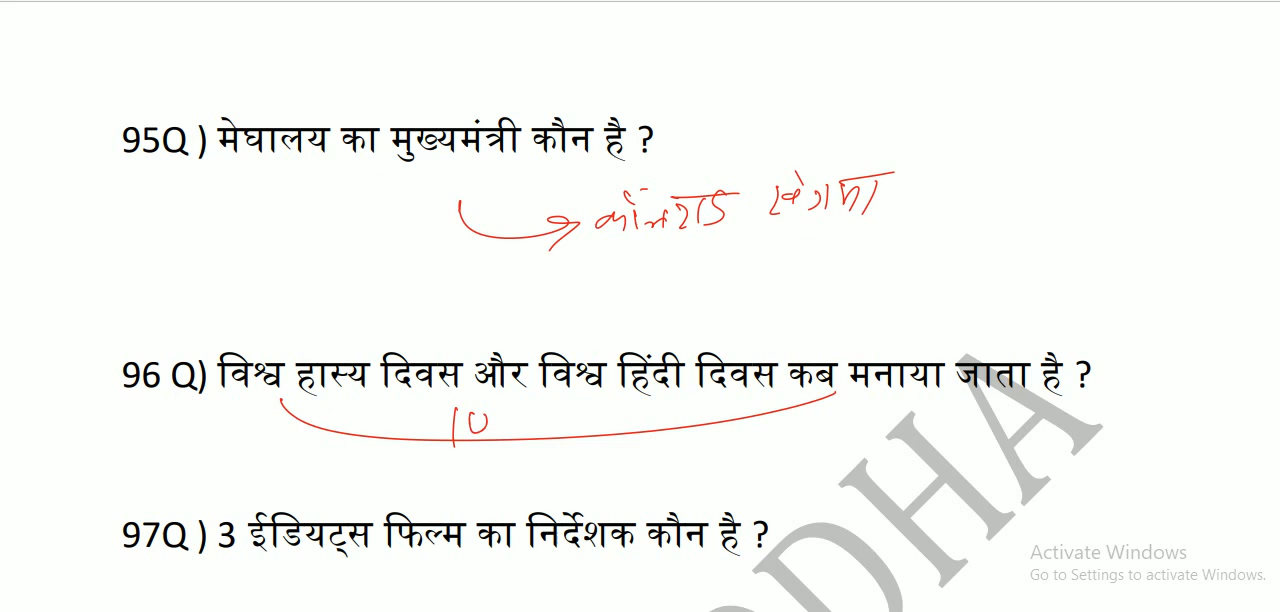 95Q ) मेघालय का मुख्यमंत्री कौन है ?
कॉनराड संगमा
96 Q) विश्व हास्य दिवस और विश्व हिंदी दिवस कब मनाया जाता है ?
10
97Q ) 3 ईडियट्स फिल्म का निर्देशक कौन है ?
DHA
Activate Windows
Go to Settings to activate Windows.